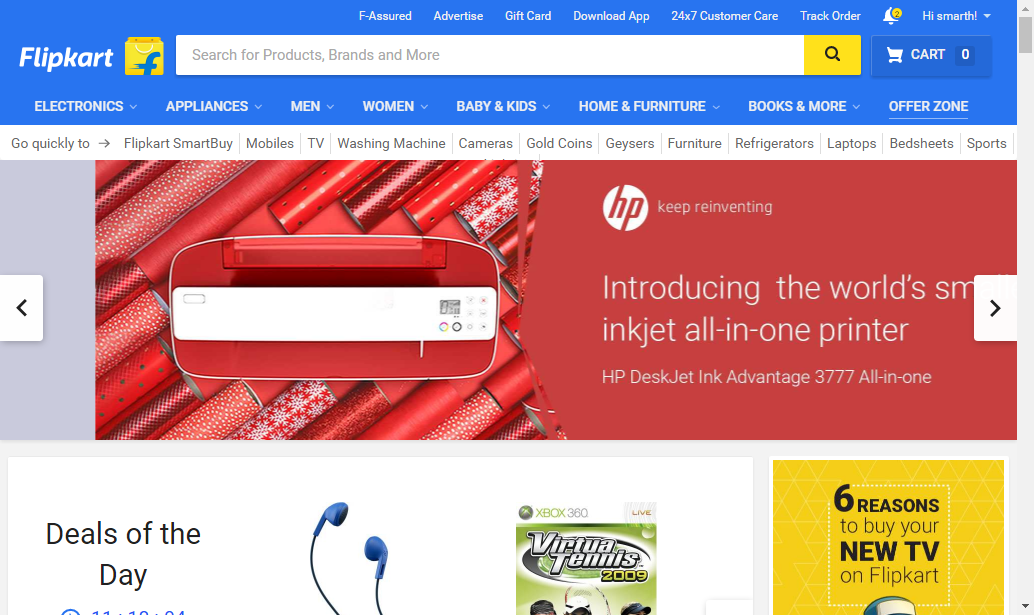 F-Assured Advertise Gift Card Download App 24x7 Customer Care Track Order 2 Hi smarth!
Flipkart
Search for Products, Brands and More
CART 0
ELECTRONICS APPLIANCES MEN WOMEN BABY & KIDS HOME & FURNITURE BOOKS & MORE OFFER ZONE
Go quickly to → Flipkart SmartBuy Mobiles TV Washing Machine Cameras Gold Coins Geysers Furniture Refrigerators Laptops Bedsheets Sports
hp keep reinventing
Introducing the world's sm
inkjet all-in-one printer
HP DeskJet Ink Advantage 3777 All-in-one
Deals of the
Day
XBOX 360 LIVE
Virtua
Tennis
2009
6 REASONS
to buy your
NEW TV
on Flipkart